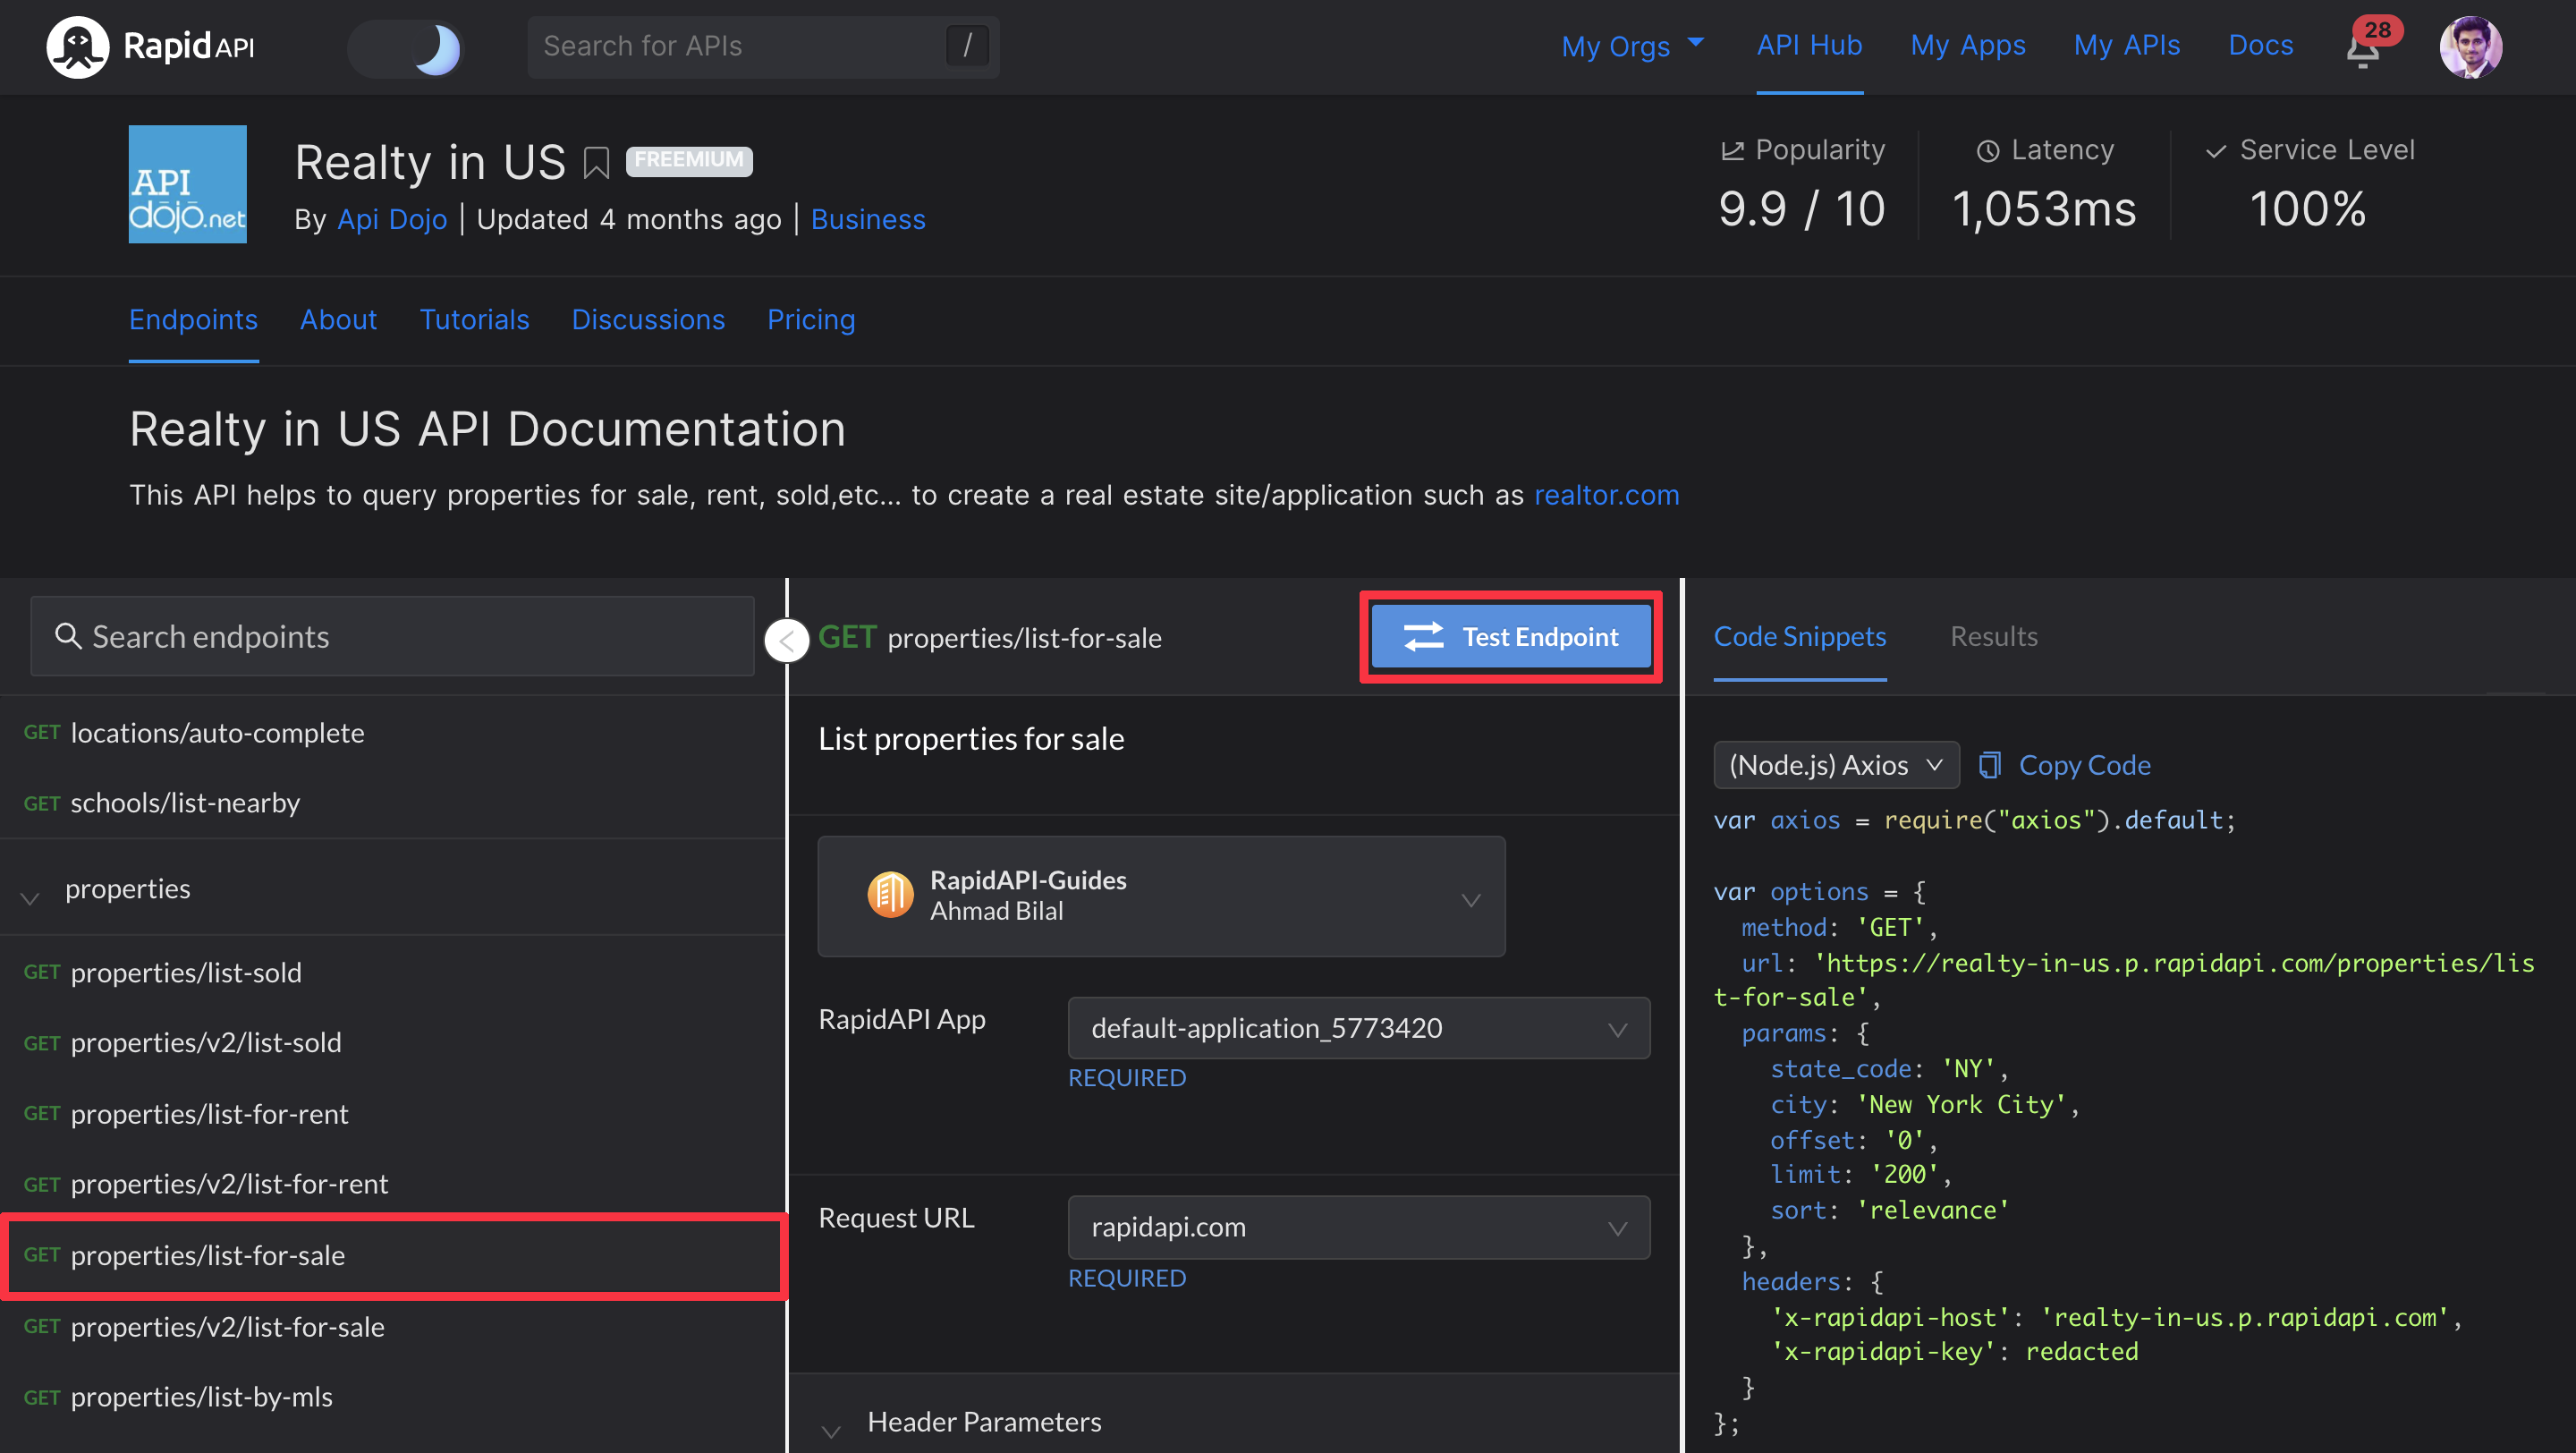 RapidAPI
Search for APIs /
My Orgs API Hub My Apps My APIs Docs 28
API
dōjō.net
Realty in US FREEMIUM
By Api Dojo | Updated 4 months ago | Business
Popularity
9.9 / 10
Latency
1,053ms
Service Level
100%
Endpoints About Tutorials Discussions Pricing
Realty in US API Documentation
This API helps to query properties for sale, rent, sold,etc... to create a real estate site/application such as realtor.com
Search endpoints
GET locations/auto-complete
GET schools/list-nearby
properties
GET properties/list-sold
GET properties/v2/list-sold
GET properties/list-for-rent
GET properties/v2/list-for-rent
GET properties/list-for-sale
GET properties/v2/list-for-sale
GET properties/list-by-mls
GET properties/list-for-sale
Test Endpoint
List properties for sale
RapidAPI-Guides
Ahmad Bilal
RapidAPI App default-application_5773420
REQUIRED
Request URL rapidapi.com
REQUIRED
Header Parameters
Code Snippets Results
(Node.js) Axios Copy Code
var axios = require("axios").default;
var options = {
method: 'GET',
url: 'https://realty-in-us.p.rapidapi.com/properties/lis
t-for-sale',
params: {
state_code: 'NY',
city: 'New York City',
offset: '0',
limit: '200',
sort: 'relevance'
},
headers: {
'x-rapidapi-host': 'realty-in-us.p.rapidapi.com',
'x-rapidapi-key': redacted
}
};